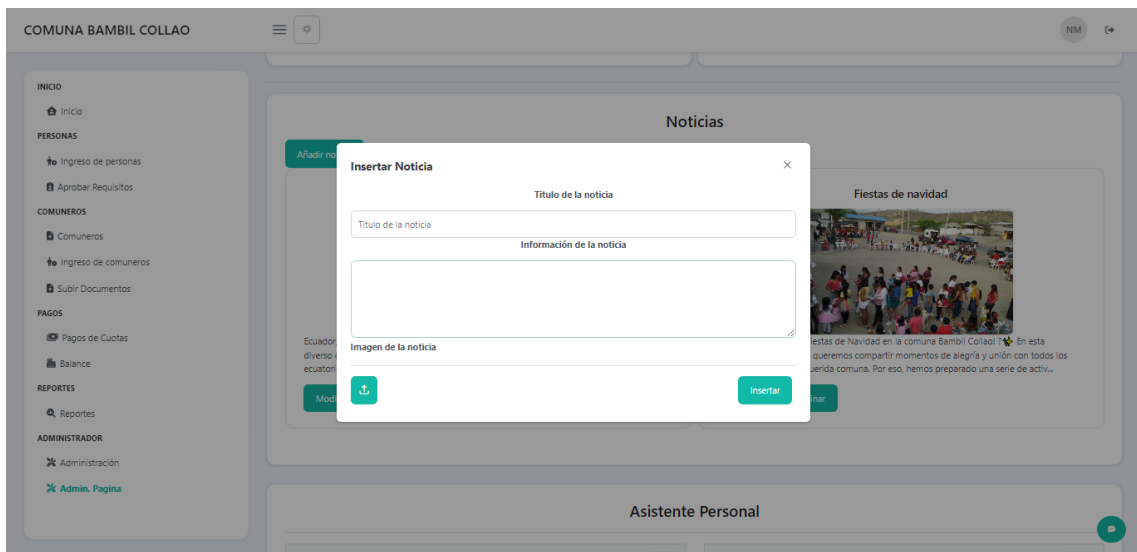 COMUNA BAMBIL COLLAO
NM
INICIO
Inicio
PERSONAS
Ingreso de personas
Aprobar Requisitos
COMUNEROS
Comuneros
Ingreso de comuneros
Subir Documentos
PAGOS
Pagos de Cuotas
Balance
REPORTES
Reportes
ADMINISTRADOR
Administración
Admin. Pagina
Noticias
Añadir no
Insertar Noticia
Titulo de la noticia
Titulo de la noticia
Información de la noticia
Imagen de la noticia
Insertar
Ecuador,
diverso
ecuatori
Modi
Fiestas de navidad
iestas de Navidad en la comuna Bambil Collao! ? En esta
queremos compartir momentos de alegría y unión con todos los
uerida comuna. Por eso, hemos preparado una serie de activ...
inar
Asistente Personal